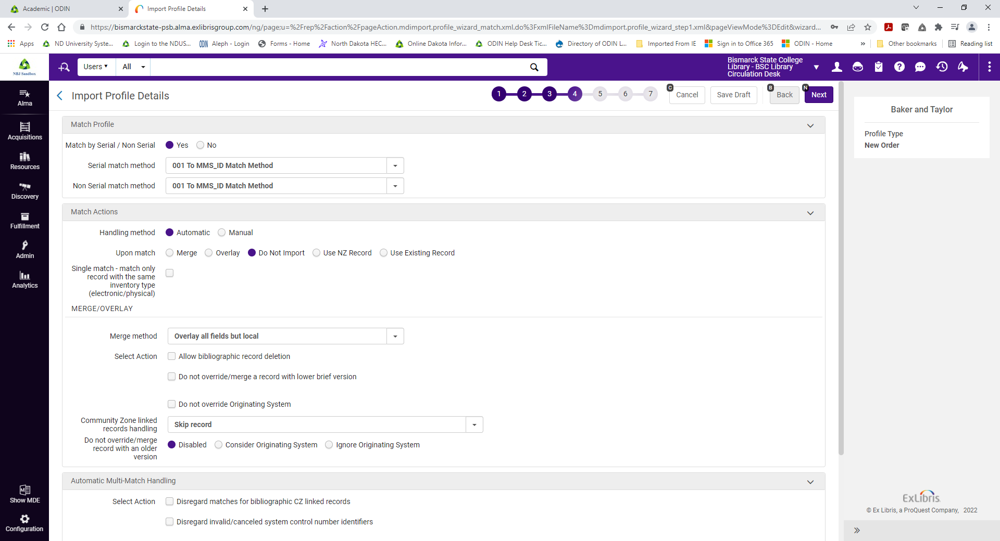 Academic | ODIN
Import Profile Details
https://bismarckstate-psb.alma.exlibrisgroup.com/ng/page;u=%2Frep%2Faction%2FpageAction.mdimport.profile_wizard_match.xml.do%3FxmlFileName%3Dmdimport.profile_wizard_step1.xml&pageViewMode%3DEdit&wizard...
Apps
ND University Syste...
Login to the NDUS...
ODIN Aleph - Login
Forms - Home
North Dakota HEC...
Online Dakota Infor...
ODIN Help Desk Tic...
Directory of ODIN L...
Imported From IE
Sign in to Office 365
ODIN - Home
»
Other bookmarks
Reading list
NBJ Sandbox
Users
All
Bismarck State College
Library - BSC Library
Circulation Desk
Alma
Acquisitions
Resources
Discovery
Fulfillment
Admin
Analytics
Show MDE
Configuration
Import Profile Details
1 2 3 4 5 6 7
C Cancel
Save Draft
B Back
N Next
Match Profile
Match by Serial / Non Serial Yes No
Serial match method 001 To MMS_ID Match Method
Non Serial match method 001 To MMS_ID Match Method
Match Actions
Handling method Automatic Manual
Upon match Merge Overlay Do Not Import Use NZ Record Use Existing Record
Single match - match only
record with the same
inventory type
(electronic/physical)
MERGE/OVERLAY
Merge method Overlay all fields but local
Select Action Allow bibliographic record deletion
Do not override/merge a record with lower brief version
Do not override Originating System
Community Zone linked
records handling
Skip record
Do not override/merge
record with an older
version
Disabled Consider Originating System Ignore Originating System
Automatic Multi-Match Handling
Select Action Disregard matches for bibliographic CZ linked records
Disregard invalid/canceled system control number identifiers
Baker and Taylor
Profile Type
New Order
ExLibris
© Ex Libris, a ProQuest Company, 2022